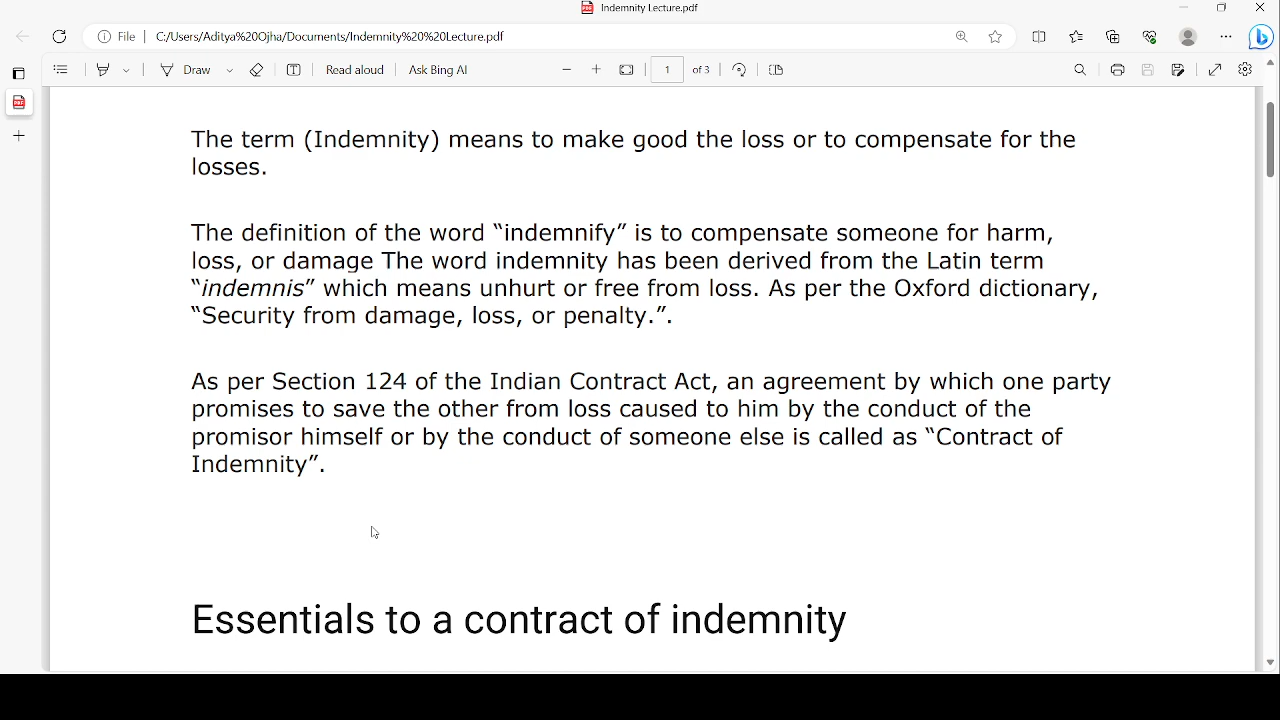 Indemnity Lecture.pdf
File | C:/Users/Aditya%20Ojha/Documents/Indemnity%20%20Lecture.pdf
Draw Read aloud Ask Bing AI 1 of 3
The term (Indemnity) means to make good the loss or to compensate for the
losses.
The definition of the word “indemnify” is to compensate someone for harm,
loss, or damage The word indemnity has been derived from the Latin term
“indemnis” which means unhurt or free from loss. As per the Oxford dictionary,
“Security from damage, loss, or penalty.”.
As per Section 124 of the Indian Contract Act, an agreement by which one party
promises to save the other from loss caused to him by the conduct of the
promisor himself or by the conduct of someone else is called as “Contract of
Indemnity”.
Essentials to a contract of indemnity